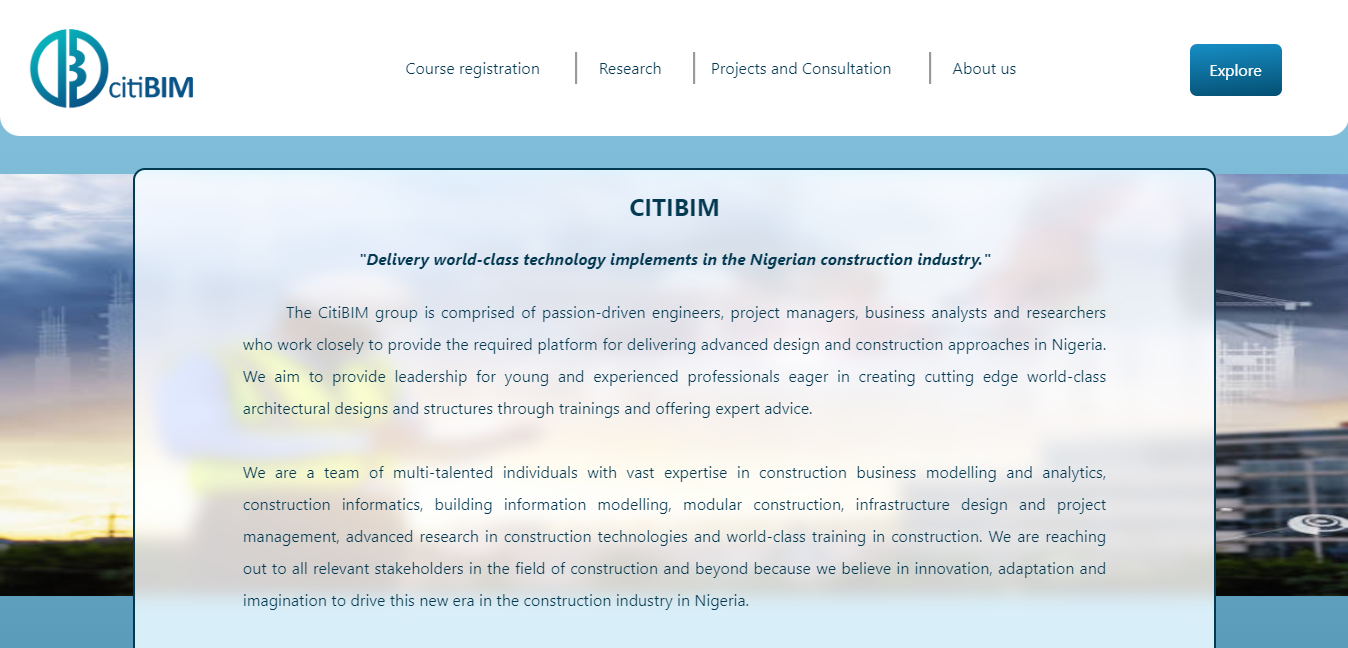 citiBIM
Course registration
Research
Projects and Consultation
About us
Explore
CITIBIM
"Delivery world-class technology implements in the Nigerian construction industry."
The CitiBIM group is comprised of passion-driven engineers, project managers, business analysts and researchers
who work closely to provide the required platform for delivering advanced design and construction approaches in Nigeria.
We aim to provide leadership for young and experienced professionals eager in creating cutting edge world-class
architectural designs and structures through trainings and offering expert advice.
We are a team of multi-talented individuals with vast expertise in construction business modelling and analytics,
construction informatics, building information modelling, modular construction, infrastructure design and project
management, advanced research in construction technologies and world-class training in construction. We are reaching
out to all relevant stakeholders in the field of construction and beyond because we believe in innovation, adaptation and
imagination to drive this new era in the construction industry in Nigeria.